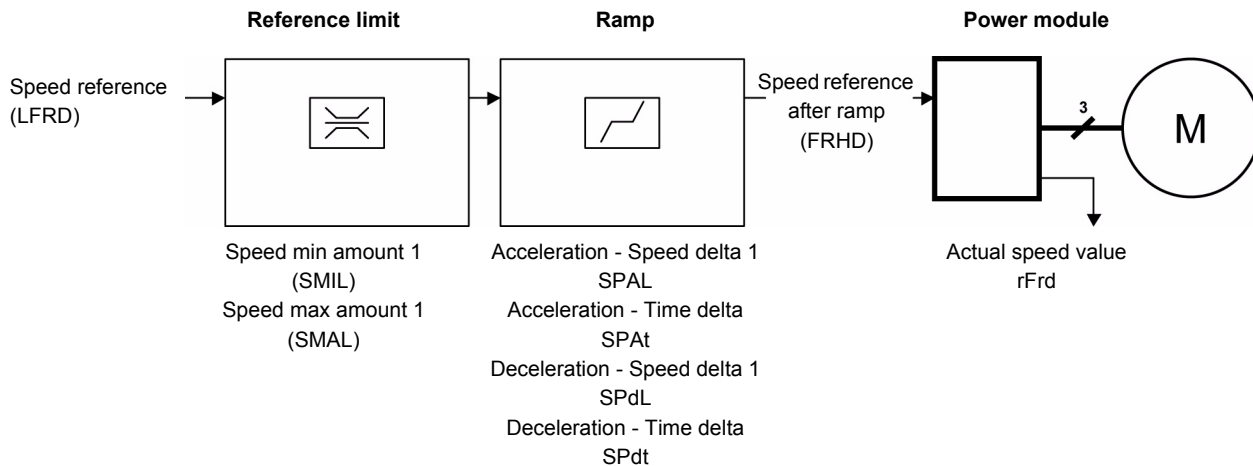 Reference limit
Ramp
Power module
Speed reference
(LFRD)
Speed reference
after ramp
(FRHD)
3
M
Speed min amount 1
(SMIL)
Speed max amount 1
(SMAL)
Acceleration - Speed delta 1
SPAL
Acceleration - Time delta
SPAt
Deceleration - Speed delta 1
SPdL
Deceleration - Time delta
SPdt
Actual speed value
rFrd